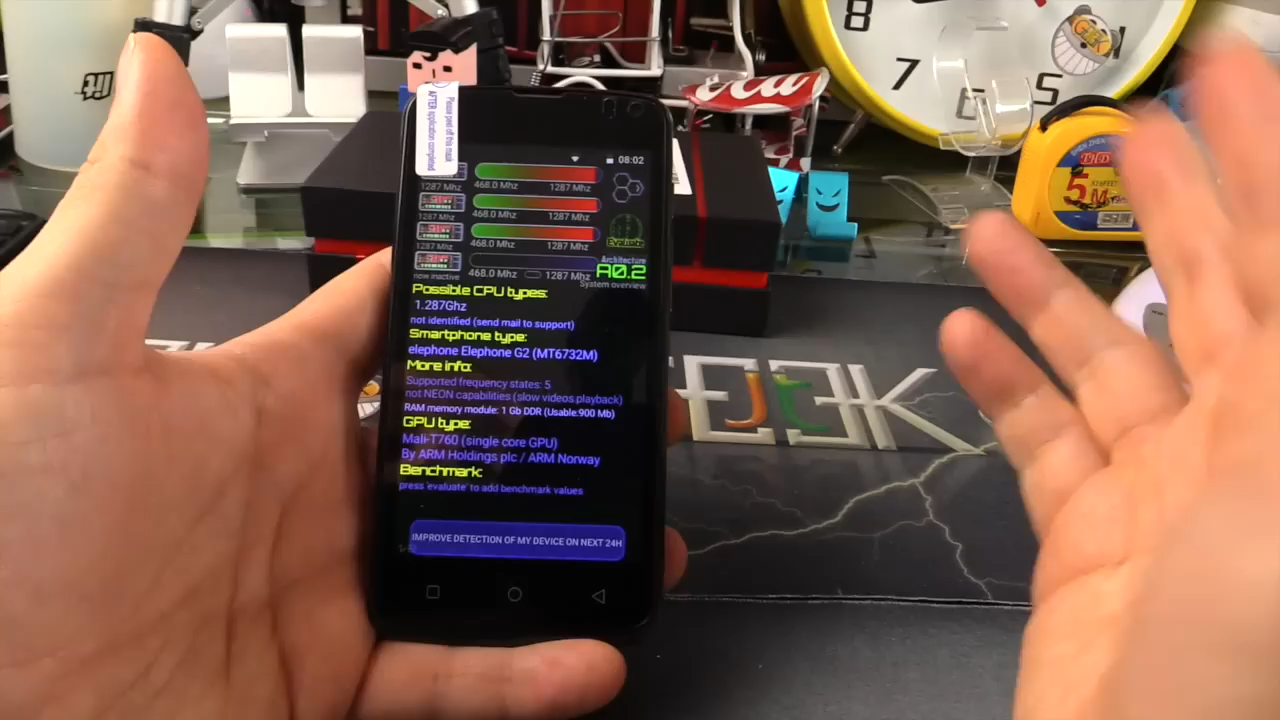 8
7
6
5
Please peel off this mask
AFTER application completed
08:02
1287 Mhz
468.0 Mhz 1287 Mhz
1287 Mhz
468.0 Mhz 1287 Mhz
1287 Mhz
468.0 Mhz 1287 Mhz
now inactive
468.0 Mhz 1287 Mhz
Evaluate
Architecture
A0.2
System overview
Possible CPU types:
1.287Ghz
not identified (send mail to support)
Smartphone type:
elephone Elephone G2 (MT6732M)
More info:
Supported frequency states: 5
not NEON capabilities (slow videos playback)
RAM memory module: 1 Gb DDR (Usable:900 Mb)
GPU type:
Mali-T760 (single core GPU)
By ARM Holdings plc / ARM Norway
Benchmark:
press 'evaluate' to add benchmark values
IMPROVE DETECTION OF MY DEVICE ON NEXT 24H
5
M